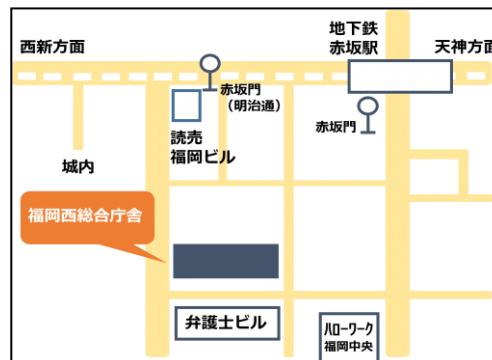 西新方面
地下鉄
赤坂駅
天神方面
赤坂門
（明治通）
赤坂門
読売
福岡ビル
城内
福岡西総合庁舎
弁護士ビル
ハローワーク
福岡中央